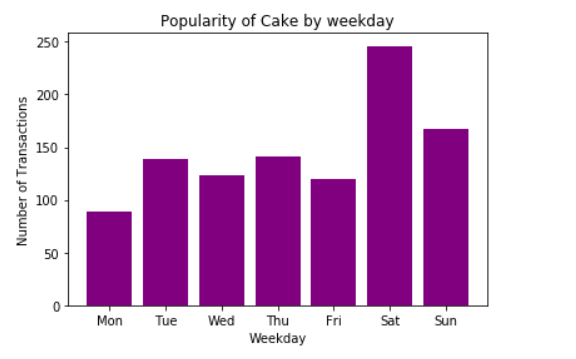 Popularity of Cake by weekday
250
200
150
100
50
0
Number of Transactions
Mon Tue Wed Thu Fri Sat Sun
Weekday